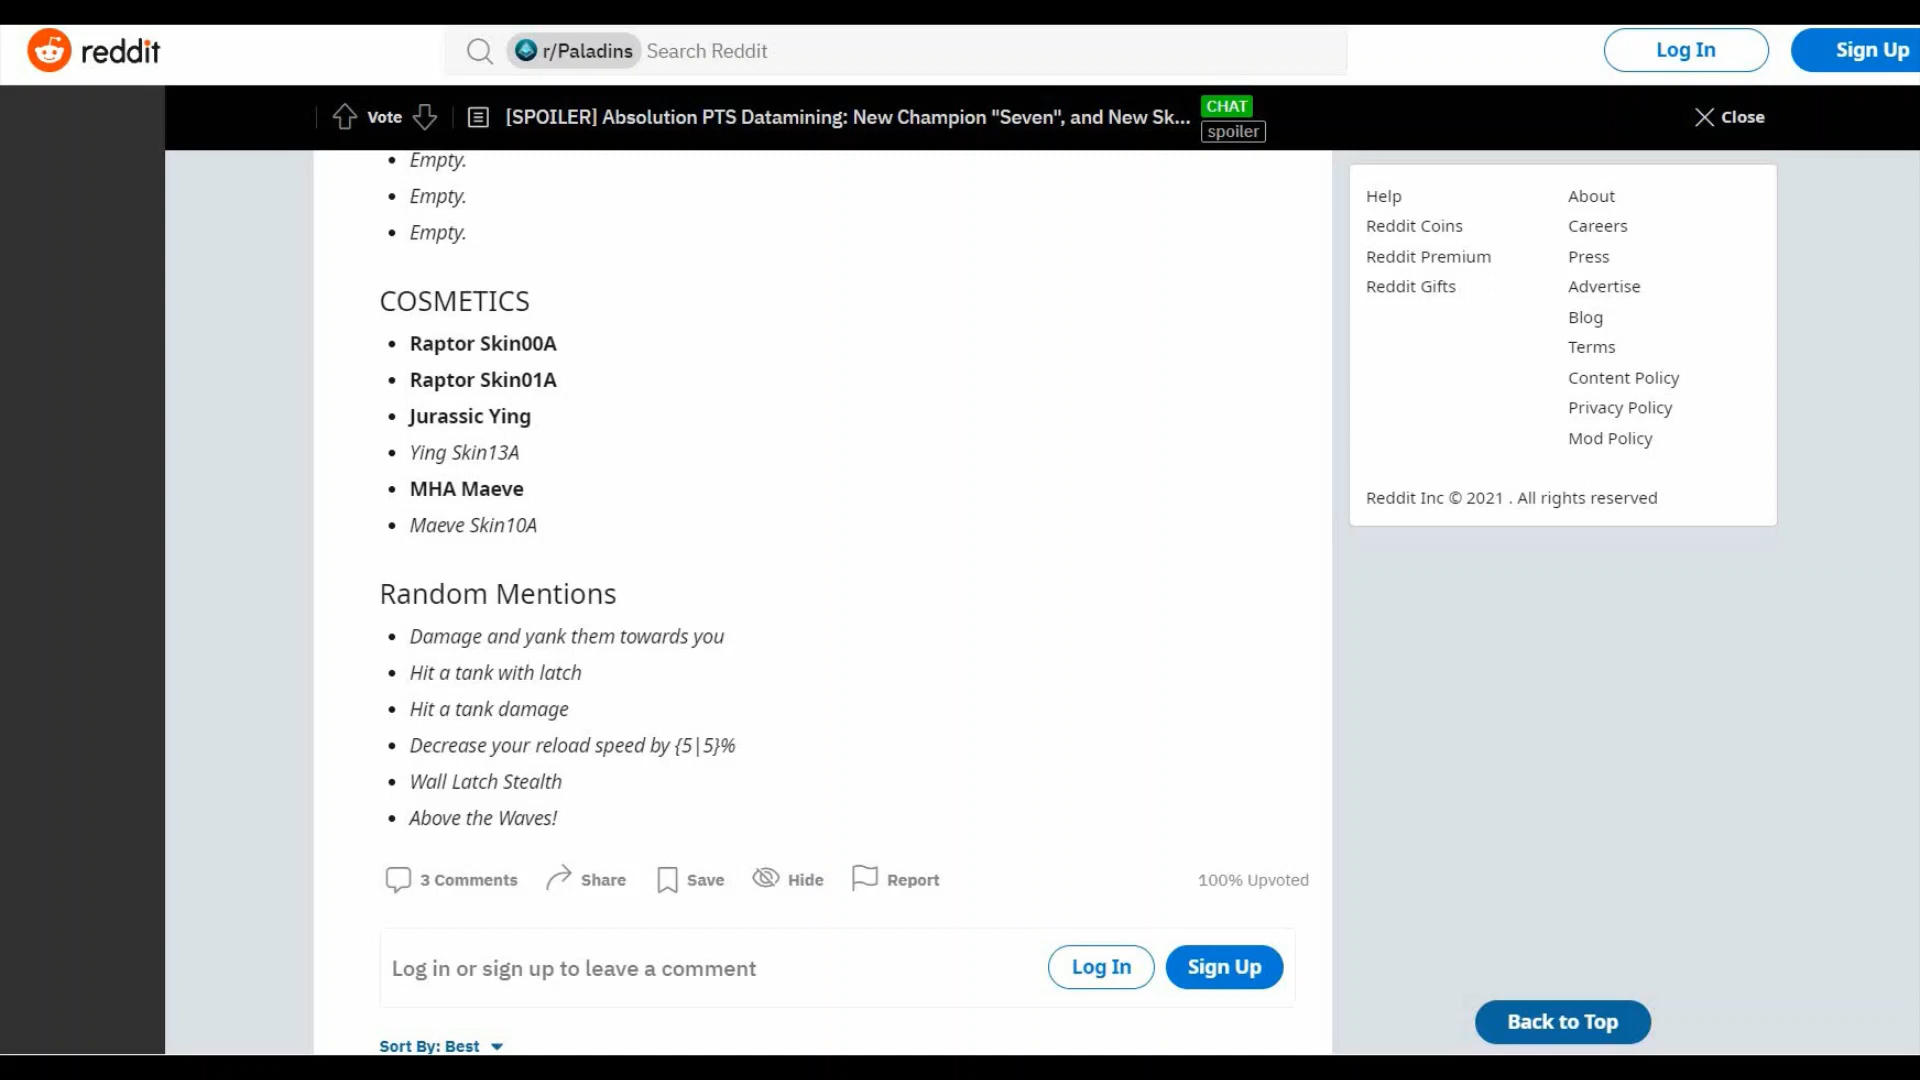 reddit
r/Paladins Search Reddit
Log In
Sign Up
Vote
[SPOILER] Absolution PTS Datamining: New Champion "Seven", and New Sk...
CHAT
spoiler
Close
Empty.
Empty.
Empty.
COSMETICS
Raptor Skin00A
Raptor Skin01A
Jurassic Ying
Ying Skin13A
MHA Maeve
Maeve Skin10A
Random Mentions
Damage and yank them towards you
Hit a tank with latch
Hit a tank damage
Decrease your reload speed by {5|5}%
Wall Latch Stealth
Above the Waves!
3 Comments
Share
Save
Hide
Report
100% Upvoted
Log in or sign up to leave a comment
Log In
Sign Up
Sort By: Best
Help
Reddit Coins
Reddit Premium
Reddit Gifts
About
Careers
Press
Advertise
Blog
Terms
Content Policy
Privacy Policy
Mod Policy
Reddit Inc © 2021 . All rights reserved
Back to Top